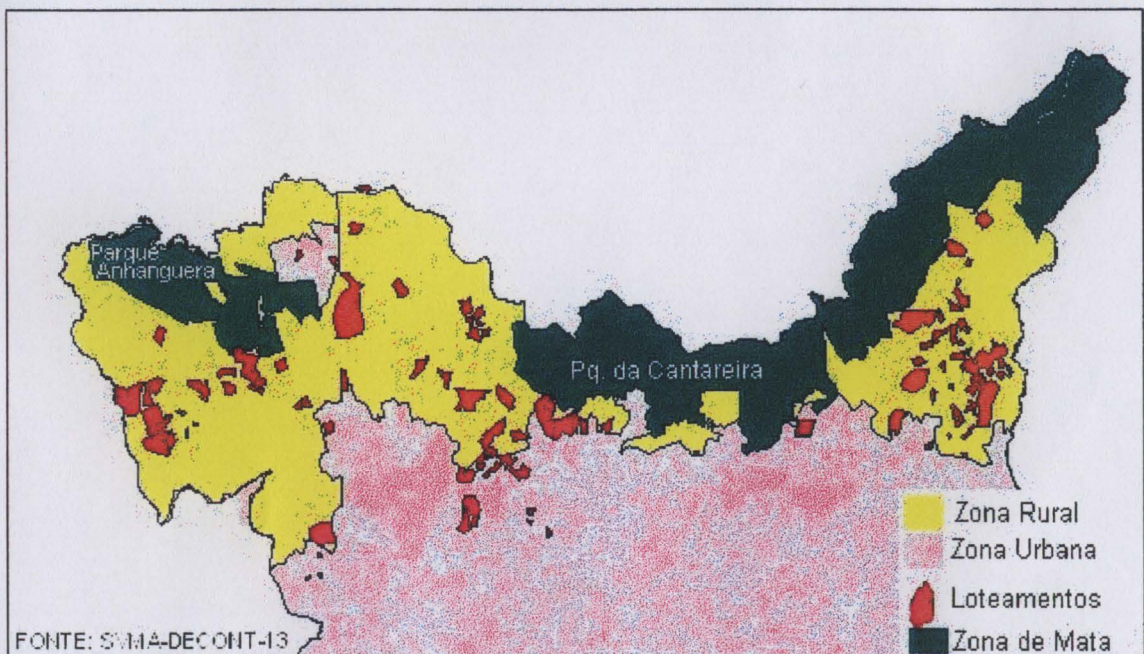 Parque
Anhanguera
Pq. da Cantareira
Zona Rural
Zona Urbana
Loteamentos
Zona de Mata
FONTE: SVMA-DECONT-13